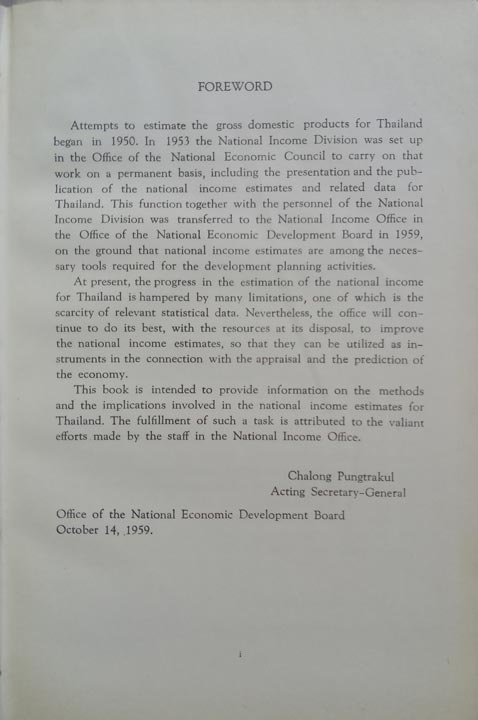 FOREWORD
Attempts to estimate the gross domestic products for Thailand
began in 1950. In 1953 the National Income Division was set up
in the Office of the National Economic Council to carry on that
work on a permanent basis, including the presentation and the pub-
lication of the national income estimates and related data for
Thailand. This function together with the personnel of the National
Income Division was transferred to the National Income Office in
the Office of the National Economic Development Board in 1959,
on the ground that national income estimates are among the neces-
sary tools required for the development planning activities.
At present, the progress in the estimation of the national income
for Thailand is hampered by many limitations, one of which is the
scarcity of relevant statistical data. Nevertheless, the office will con-
tinue to do its best, with the resources at its disposal, to improve
the national income estimates, so that they can be utilized as in-
struments in the connection with the appraisal and the prediction of
the economy.
This book is intended to provide information on the methods
and the implications involved in the national income estimates for
Thailand. The fulfillment of such a task is attributed to the valiant
efforts made by the staff in the National Income Office.
Chalong Pungtrakul
Acting Secretary-General
Office of the National Economic Development Board
October 14, 1959.
i